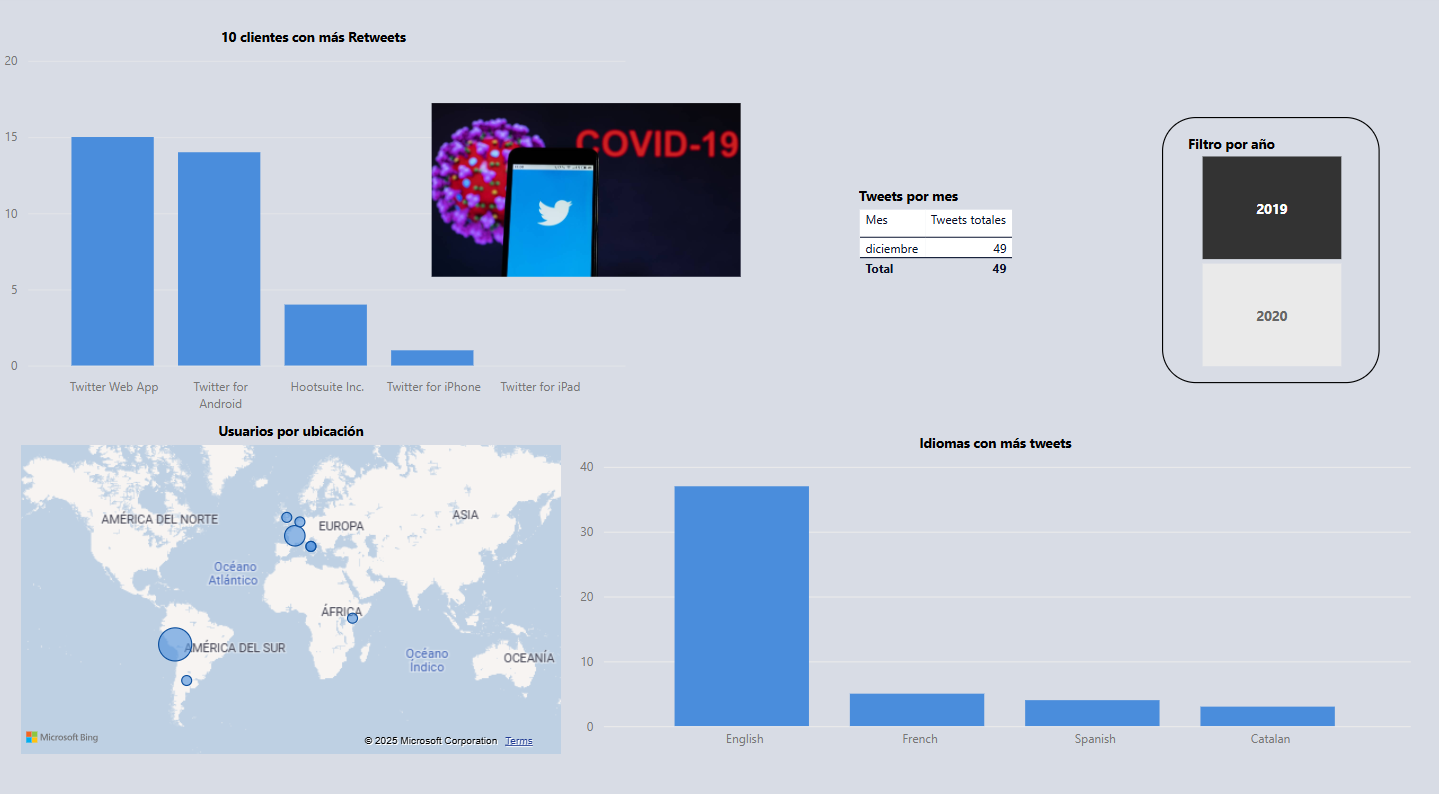 10 clientes con más Retweets
20
15
10
5
0
Twitter Web App
Twitter for
Android
Hootsuite Inc.
Twitter for iPhone
Twitter for iPad
COVID-19
Tweets por mes
Mes Tweets totales
diciembre 49
Total 49
Filtro por año
2019
2020
Usuarios por ubicación
AMÉRICA DEL NORTE
EUROPA
ASIA
Océano
Atlántico
ÁFRICA
AMÉRICA DEL SUR
Océano
Índico
OCEANÍA
Microsoft Bing
© 2025 Microsoft Corporation Terms
Idiomas con más tweets
40
30
20
10
0
English
French
Spanish
Catalan